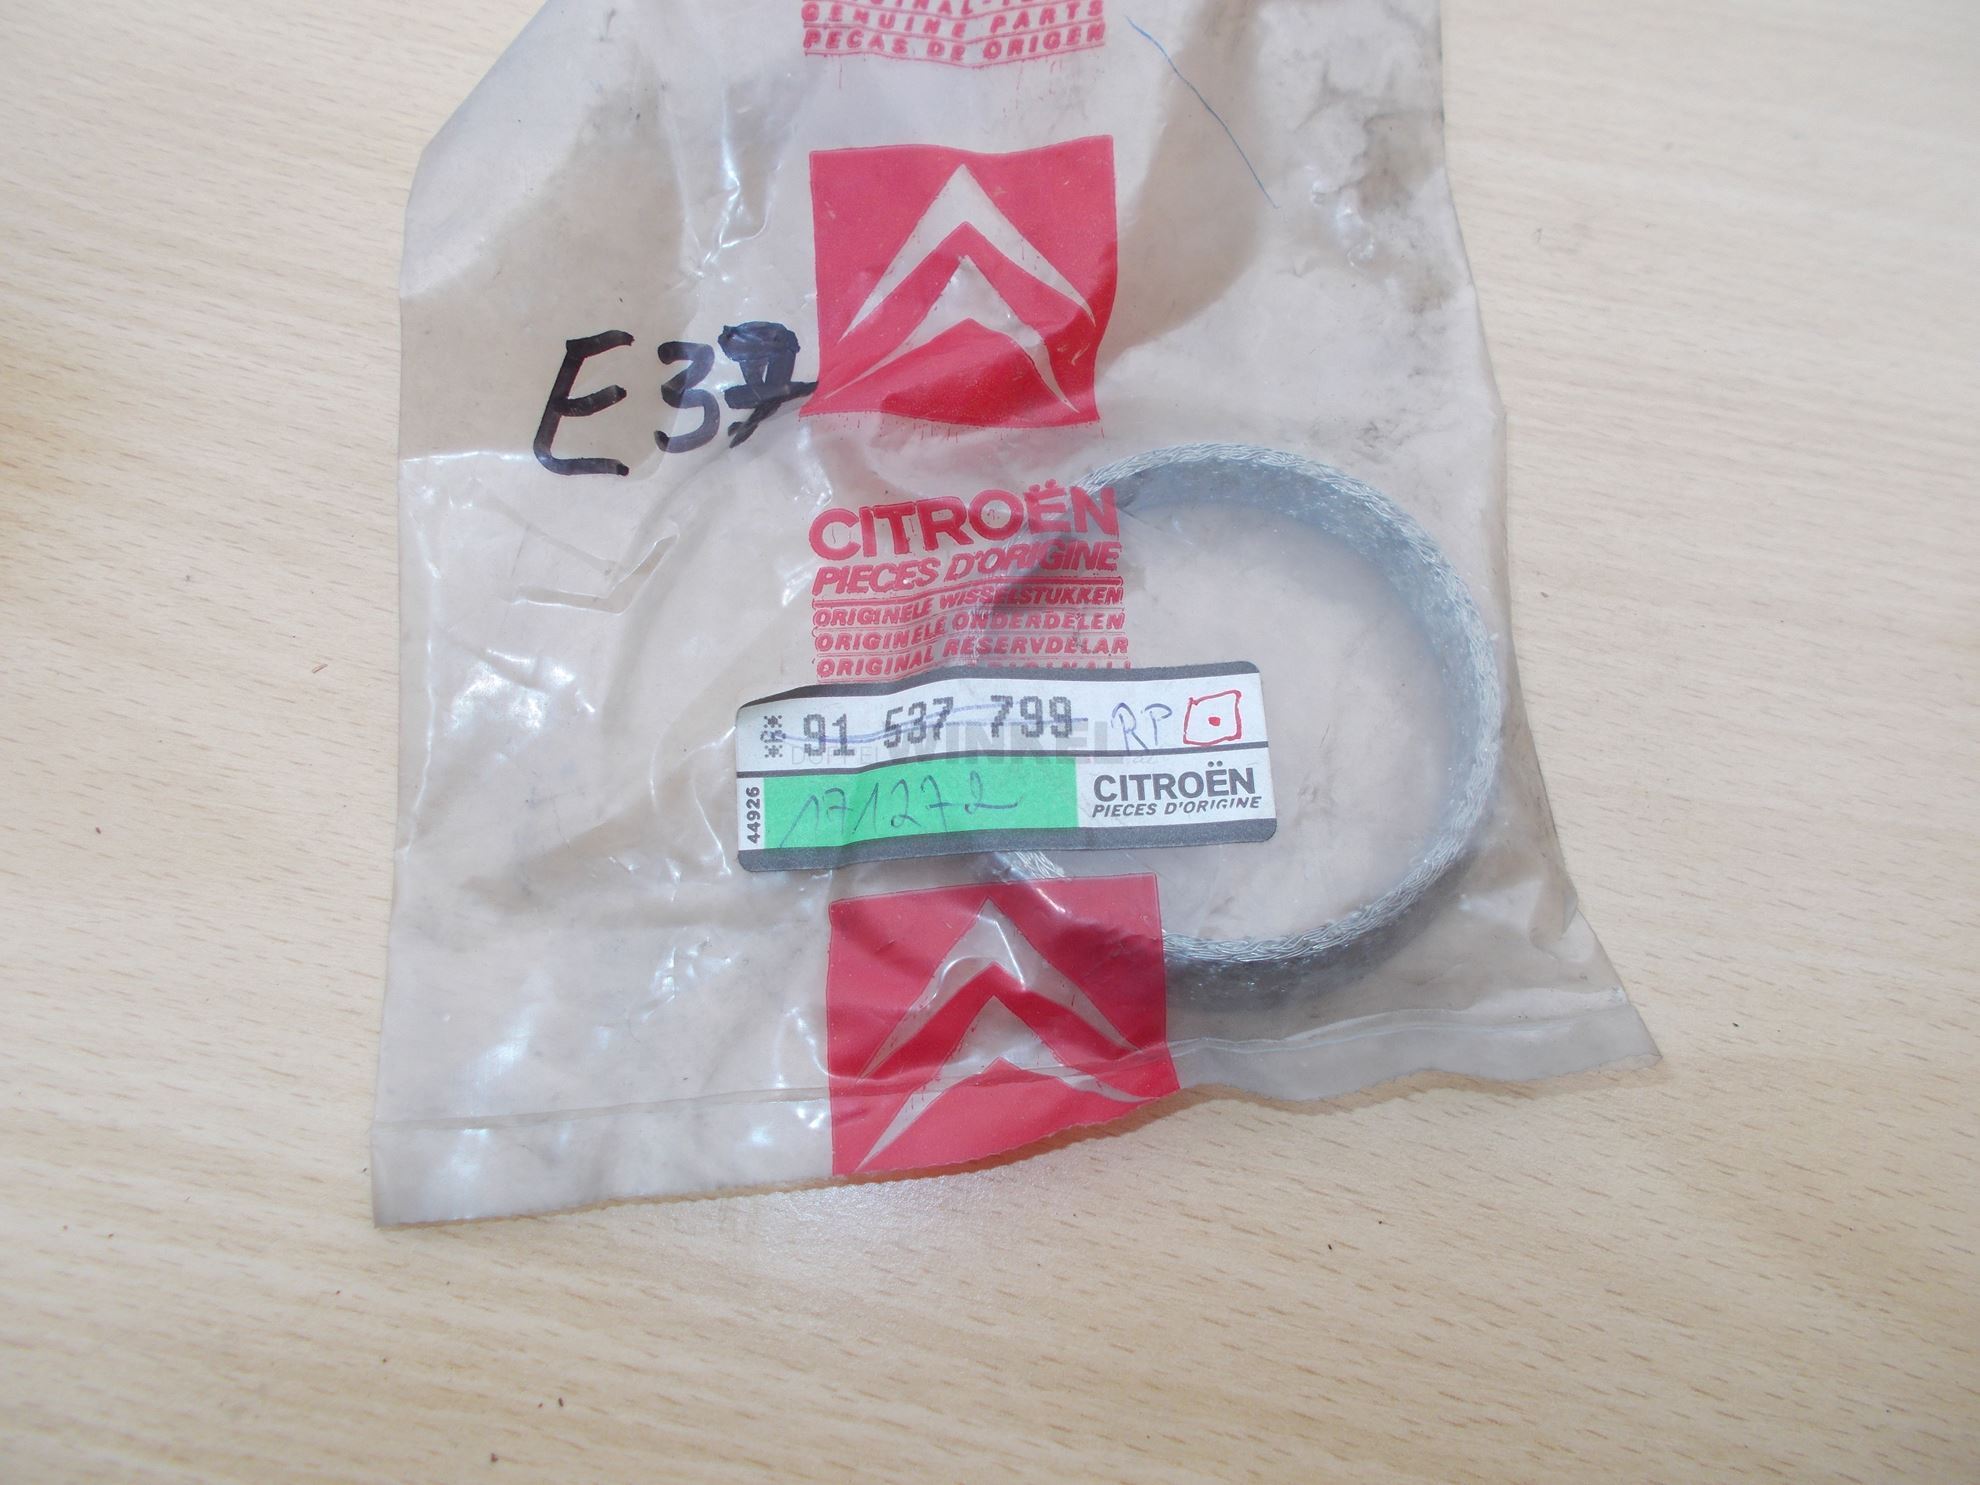 GENUINE PARTS
PEÇAS DE ORIGEM
E37
CITROËN
PIECES D'ORIGINE
ORIGINELE WISSELSTUKKEN
ORIGINELE ONDERDELEN
ORIGINAL RESERVDELAR
*R* 91 537 799 RP
DOPPELWINKEL
44926
171272
CITROËN
PIECES D'ORIGINE